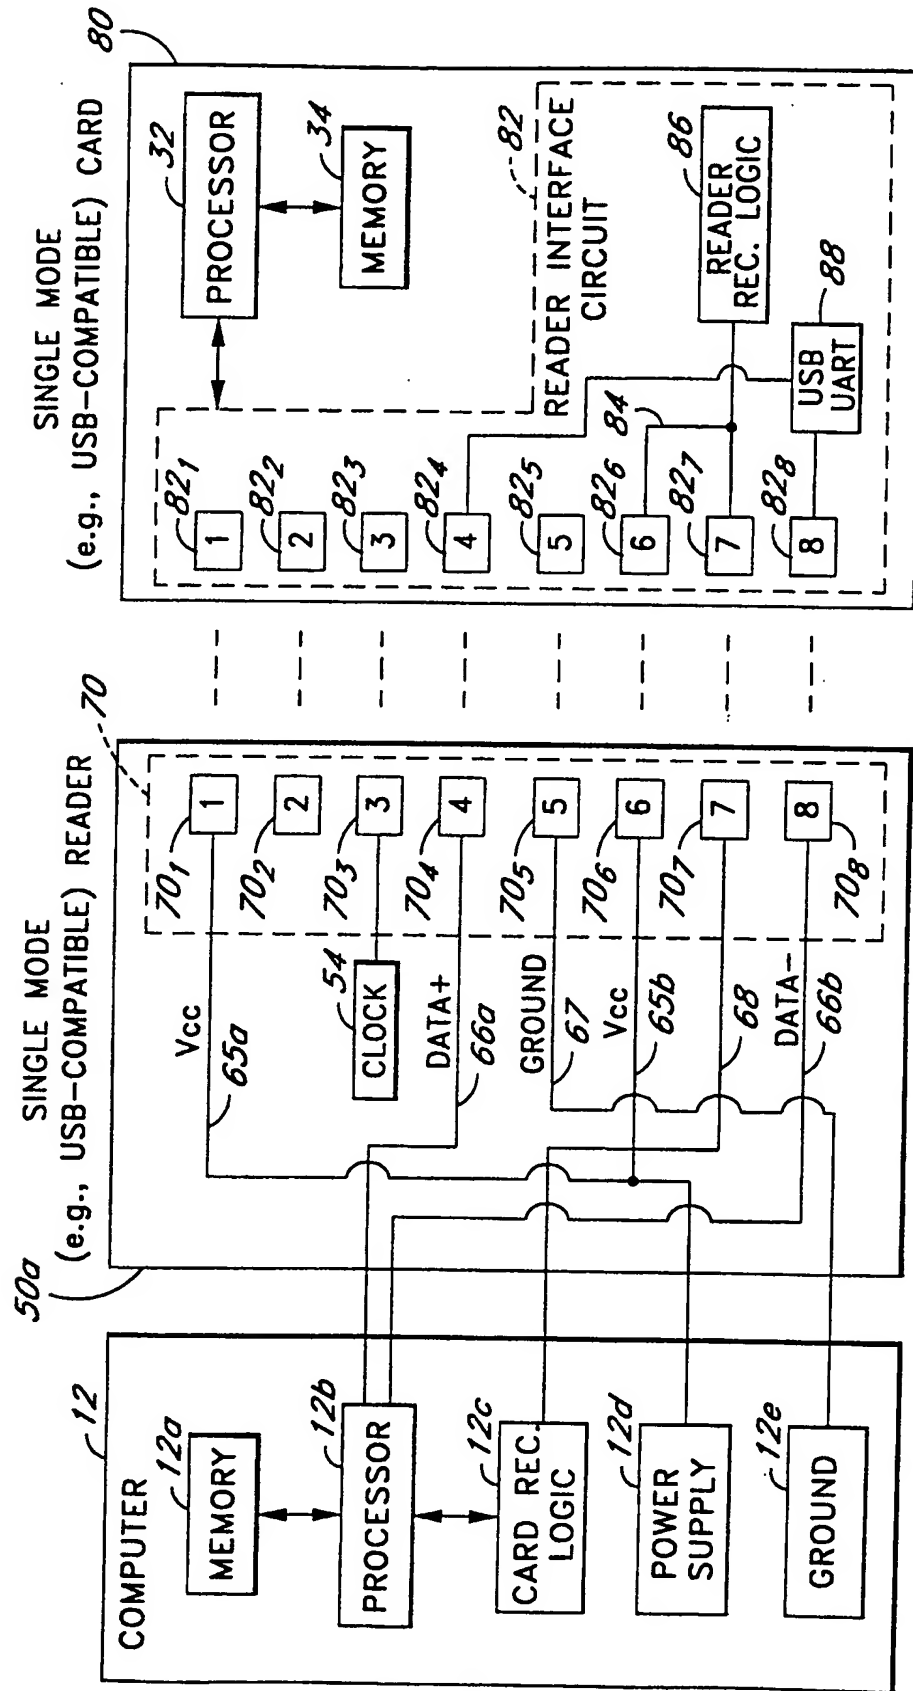 COMPUTER
12
12a
MEMORY
12b
PROCESSOR
12c
CARD REC.
LOGIC
12d
POWER
SUPPLY
12e
GROUND
50a
SINGLE MODE
(e.g., USB-COMPATIBLE) READER
70
Vcc
65a
70₁
1
70₂
2
54
CLOCK
70₃
3
DATA+
66a
70₄
4
GROUND
67
70₅
5
Vcc
65b
70₆
6
68
70₇
7
DATA-
66b
70₈
8
SINGLE MODE
(e.g., USB-COMPATIBLE) CARD
80
32
PROCESSOR
34
MEMORY
82
READER INTERFACE
CIRCUIT
82₁
1
82₂
2
82₃
3
82₄
4
82₅
5
82₆
6
82₇
7
82₈
8
84
86
READER
REC. LOGIC
88
USB
UART